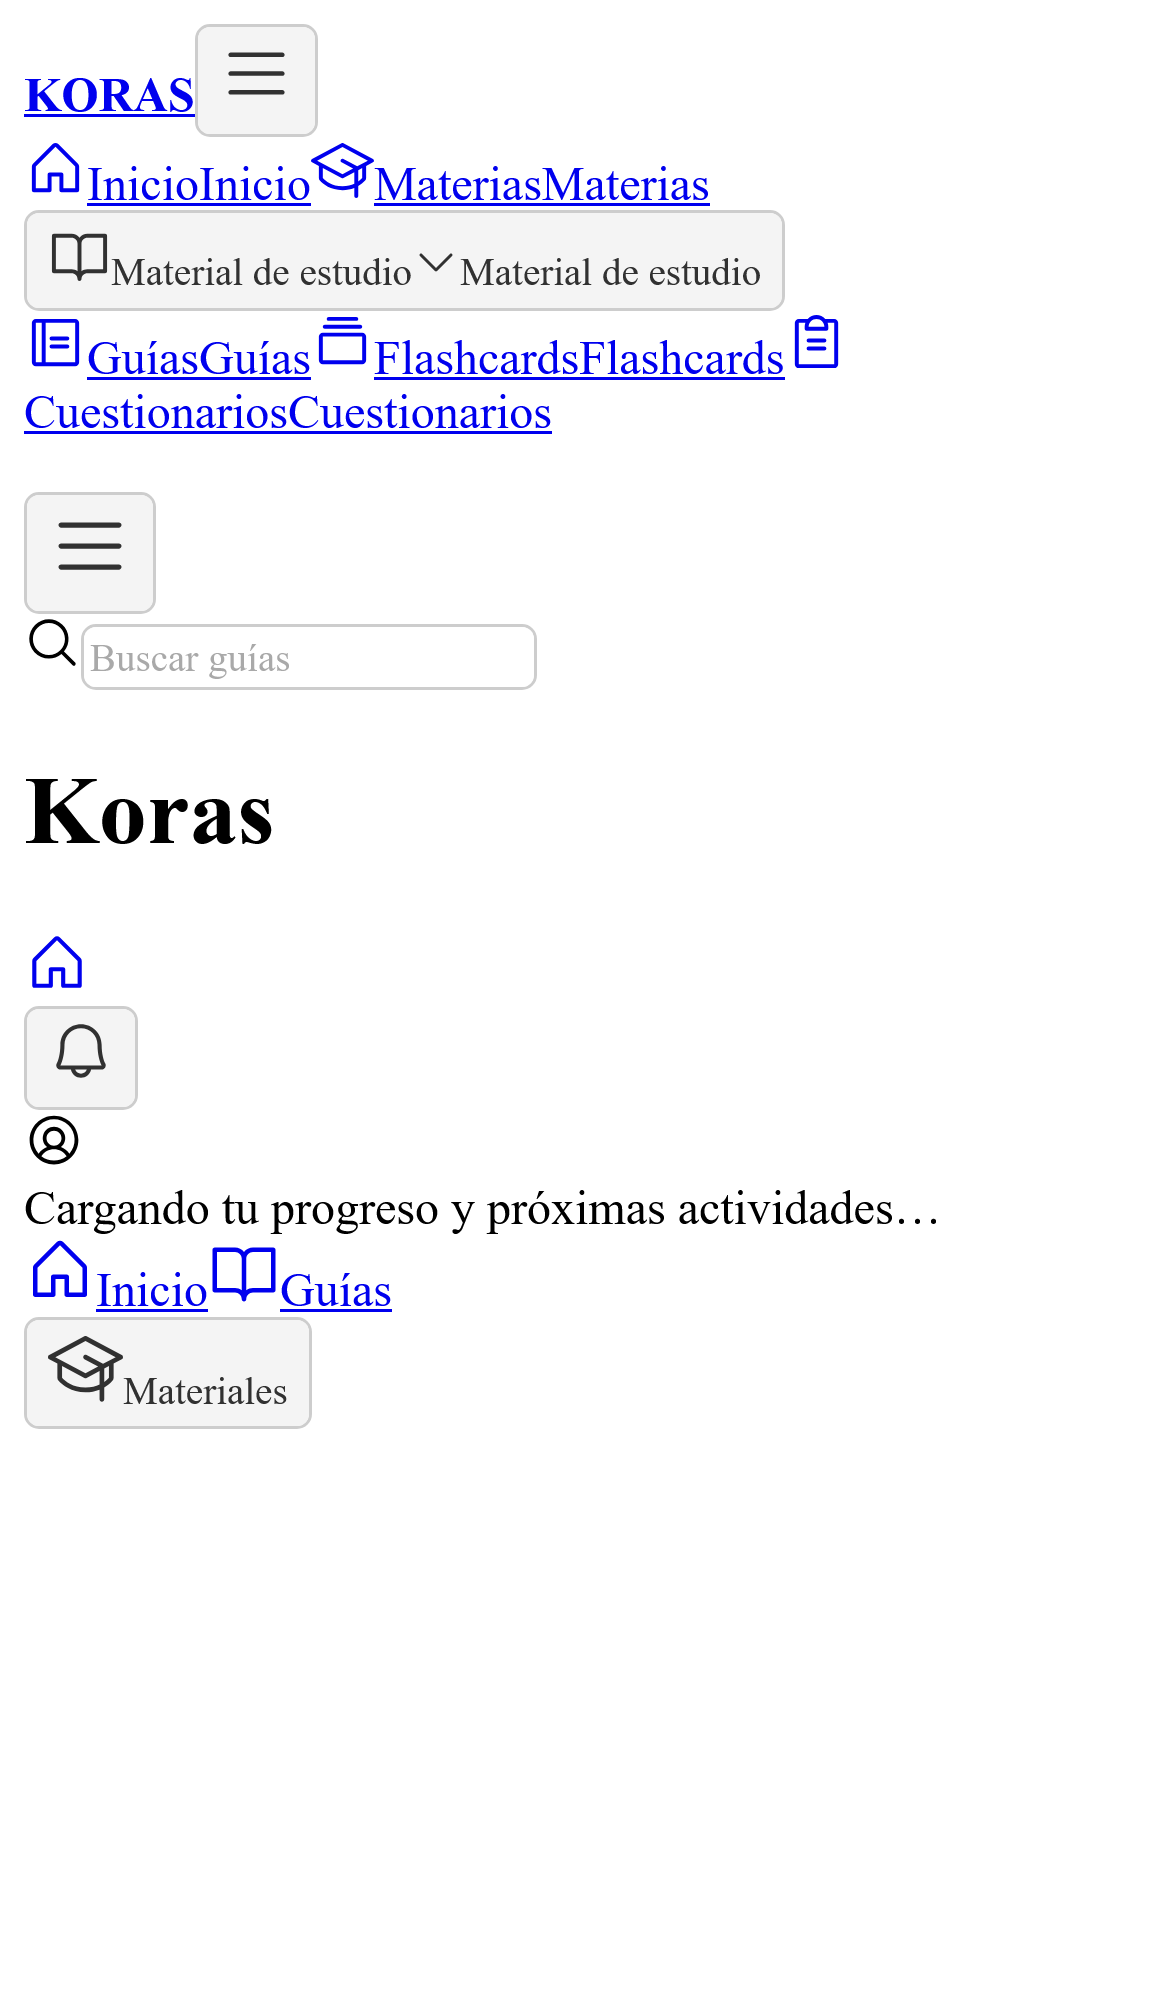 KORAS
InicioInicio MateriasMaterias
Material de estudio Material de estudio
GuíasGuías FlashcardsFlashcards
CuestionariosCuestionarios
Buscar guías
Koras
Cargando tu progreso y próximas actividades…
Inicio Guías
Materiales